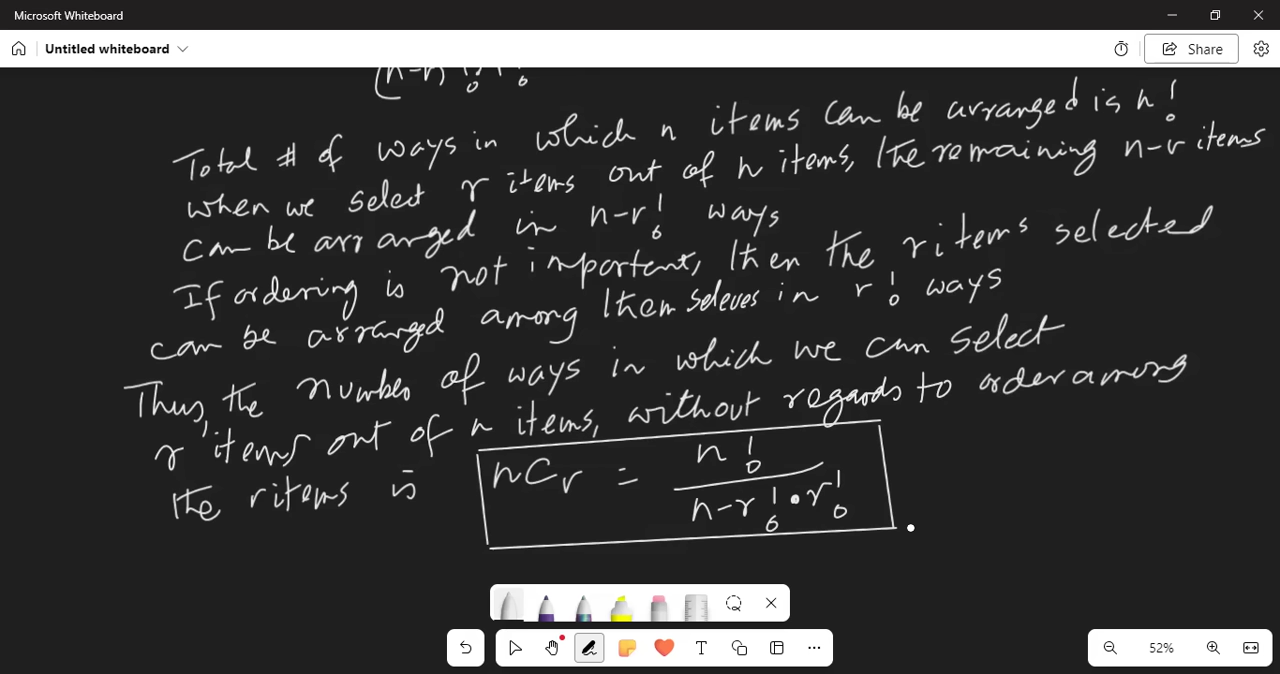 Microsoft Whiteboard
Untitled whiteboard
Share
(n-n)! r!
Total # of ways in which n items can be arranged is n!
when we select r items out of n items, the remaining n-r items
can be arranged in n-r! ways
If ordering is not important, then the r items selected
can be arranged among themseleves in r! ways
Thus, the number of ways in which we can select
r items out of n items, without regards to order among
the r items is
nCr = n! / n-r! · r!
52%